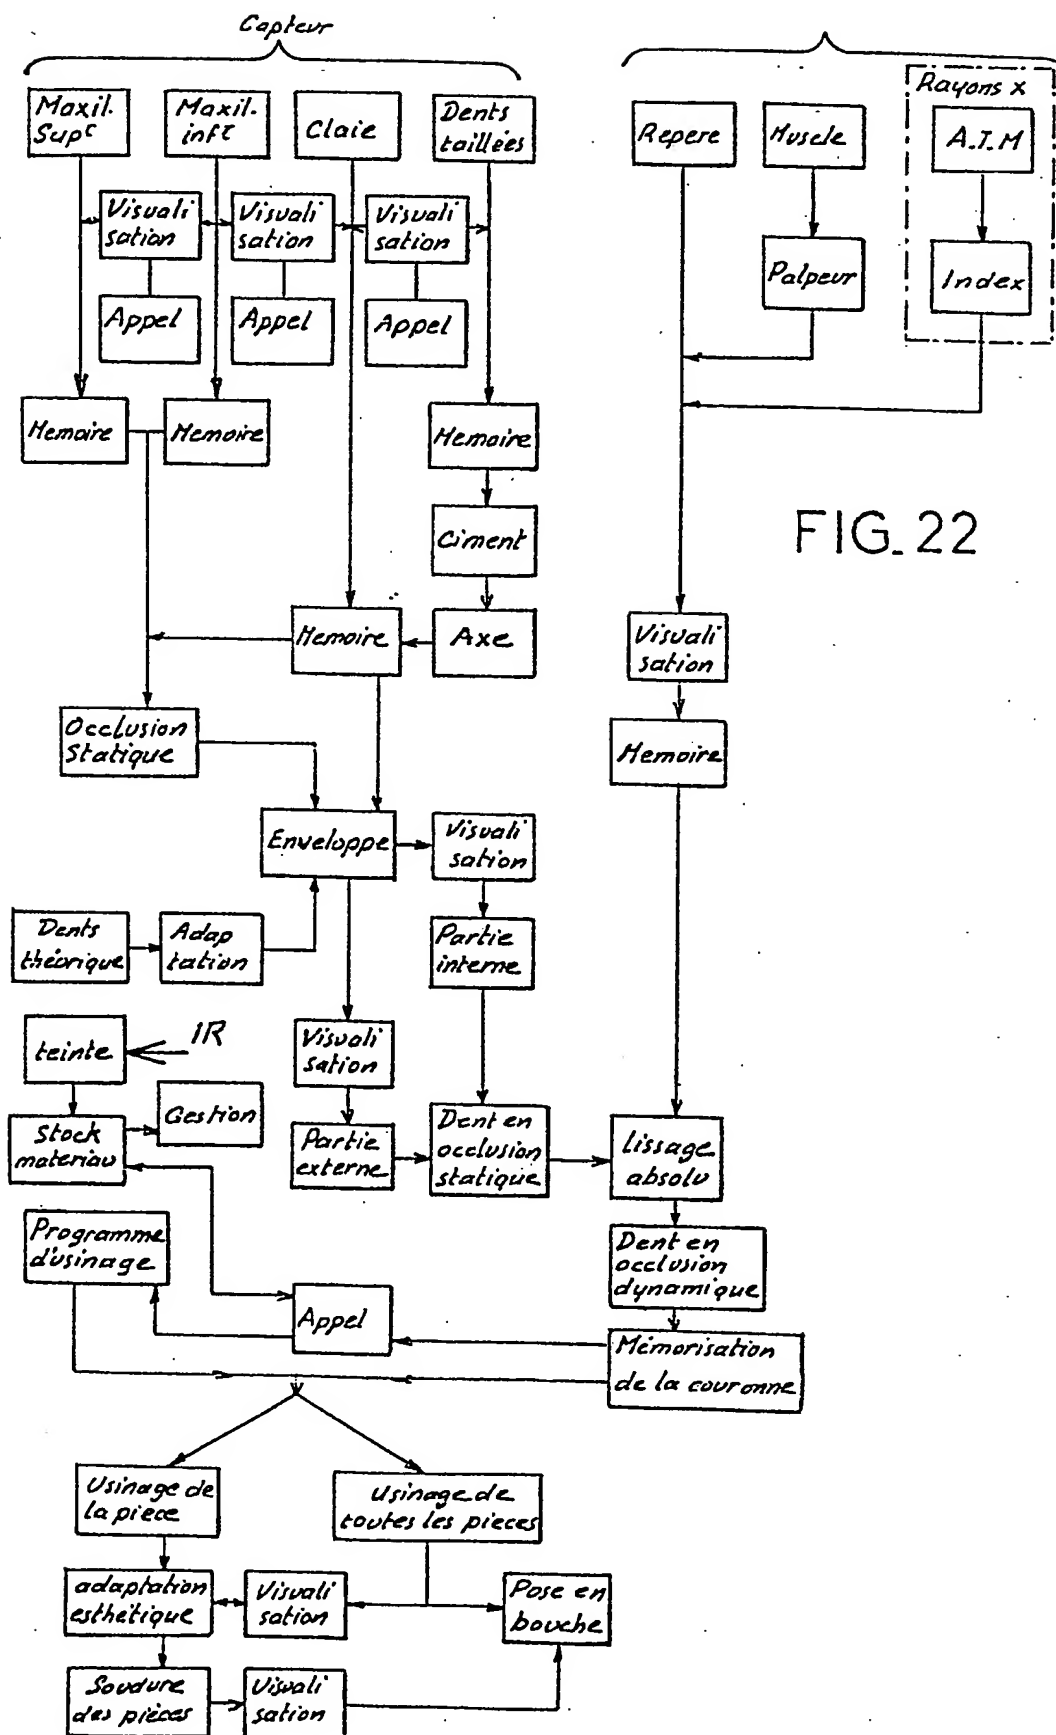 Capteur
Maxil.
Supr
Maxil.
infr
Claie
Dents
taillées
Visuali
sation
Visuali
sation
Visuali
sation
Appel
Appel
Appel
Memoire
Memoire
Memoire
Ciment
Axe
Memoire
Occlusion
Statique
Enveloppe
Visuali
sation
Partie
interne
Dents
théorique
Adap
tation
Visuali
sation
Partie
externe
Dent en
occlusion
statique
teinte
IR
Stock
materiau
Gestion
Rayons x
Repere
Muscle
A.T.M
Palpeur
Index
FIG_22
Visuali
sation
Memoire
lissage
absolu
Dent en
occlusion
dynamique
Mémorisation
de la couronne
Programme
d'usinage
Appel
Usinage de
la pièce
Usinage de
toutes les pieces
adaptation
esthétique
Visuali
sation
Pose en
bouche
Soudure
des pièces
Visuali
sation